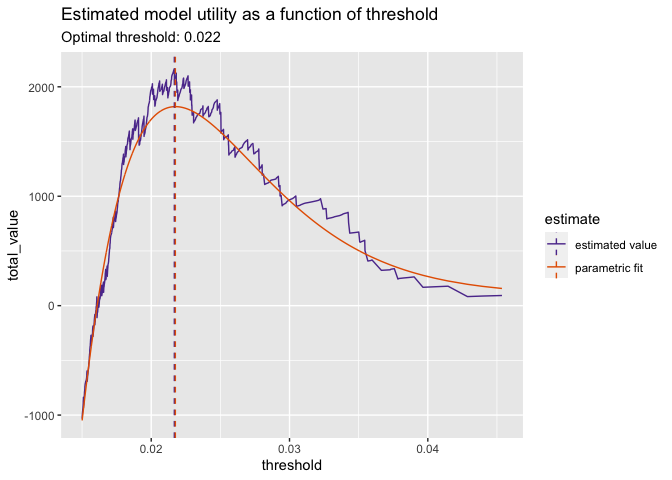 Estimated model utility as a function of threshold
Optimal threshold: 0.022
total_value
2000
1000
0
-1000
0.02
0.03
0.04
threshold
estimate
estimated value
parametric fit